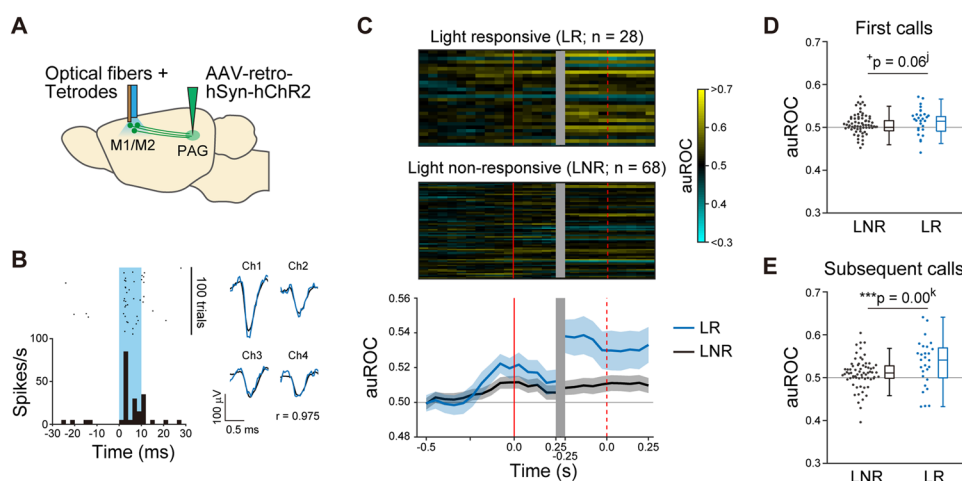 A
Optical fibers +
Tetrodes
AAV-retro-
hSyn-hChR2
M1/M2
PAG
B
100 trials
Spikes/s
100
50
0
-30 -20 -10 0 10 20 30
Time (ms)
Ch1
Ch2
Ch3
Ch4
100 µV
0.5 ms
r = 0.975
C
Light responsive (LR; n = 28)
Light non-responsive (LNR; n = 68)
auROC
>0.7
0.6
0.5
0.4
<0.3
auROC
0.56
0.54
0.52
0.50
0.48
-0.5 0.0 0.25 0.0 0.25
-0.25
Time (s)
LR
LNR
D
First calls
+p = 0.06j
auROC
0.7
0.6
0.5
0.4
0.3
LNR LR
E
Subsequent calls
***p = 0.00k
auROC
0.7
0.6
0.5
0.4
0.3
LNR LR